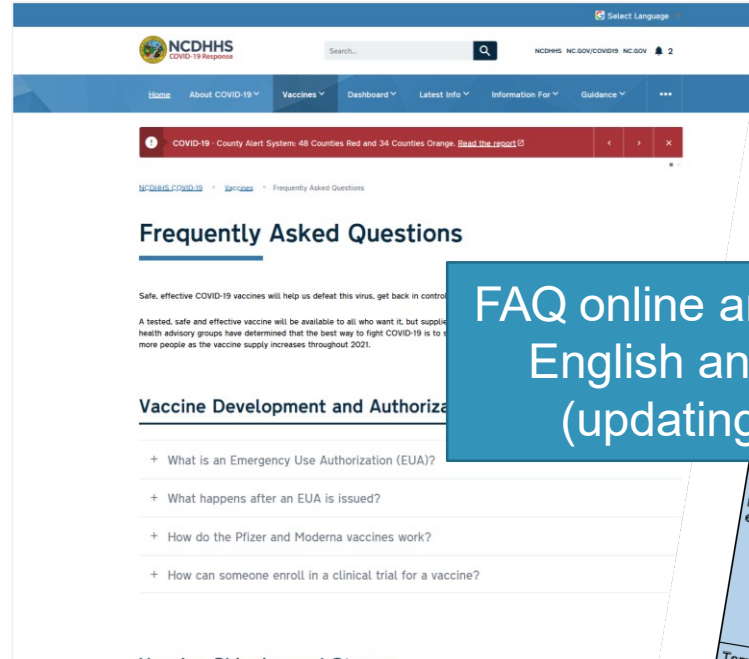 Select Language
NCDHHS
COVID-19 Response
Search...
NCDHHS NC.GOV/COVID19 NC.GOV 2
Home About COVID-19 Vaccines Dashboard Latest Info Information For Guidance •••
COVID-19 - County Alert System: 48 Counties Red and 34 Counties Orange. Read the report
NCDHHS COVID-19 Vaccines Frequently Asked Questions
Frequently Asked Questions
Safe, effective COVID-19 vaccines will help us defeat this virus, get back in control
A tested, safe and effective vaccine will be available to all who want it, but supplie
health advisory groups have determined that the best way to fight COVID-19 is to s
more people as the vaccine supply increases throughout 2021.
FAQ online a
English an
(updating
Vaccine Development and Authoriza
+ What is an Emergency Use Authorization (EUA)?
+ What happens after an EUA is issued?
+ How do the Pfizer and Moderna vaccines work?
+ How can someone enroll in a clinical trial for a vaccine?